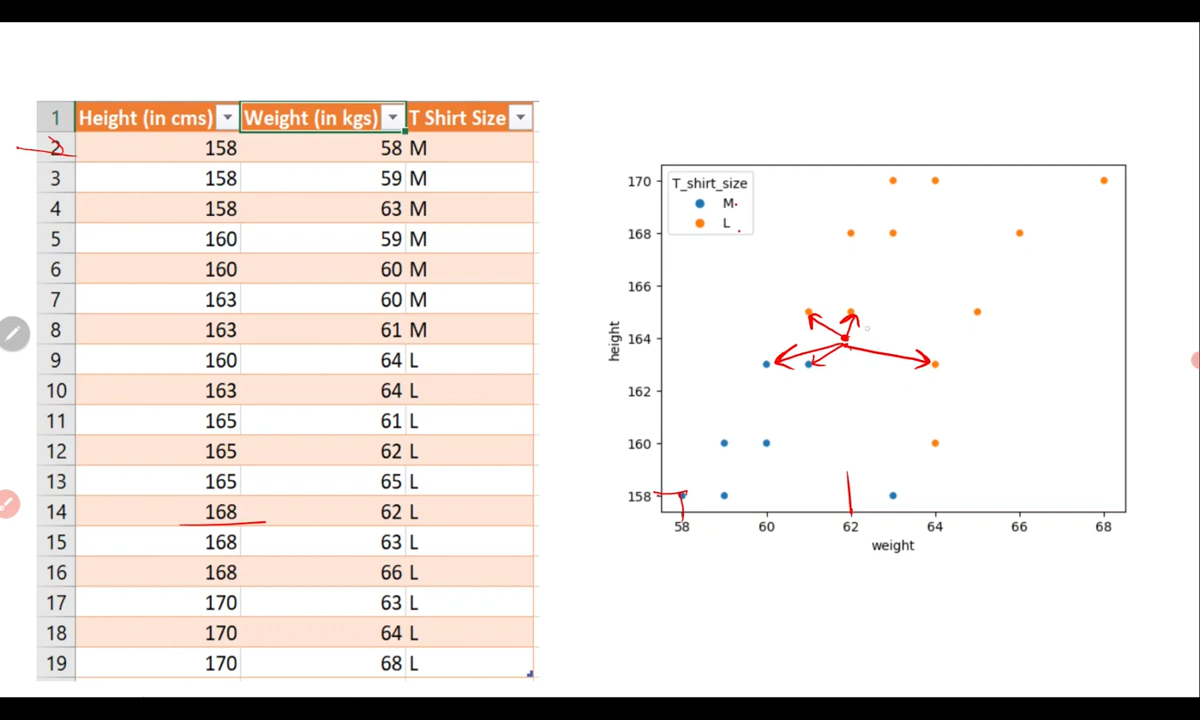 1 Height (in cms) Weight (in kgs) T Shirt Size
2 158 58 M
3 158 59 M
4 158 63 M
5 160 59 M
6 160 60 M
7 163 60 M
8 163 61 M
9 160 64 L
10 163 64 L
11 165 61 L
12 165 62 L
13 165 65 L
14 168 62 L
15 168 63 L
16 168 66 L
17 170 63 L
18 170 64 L
19 170 68 L
T_shirt_size
M
L
170
168
166
164
162
160
158
height
58 60 62 64 66 68
weight